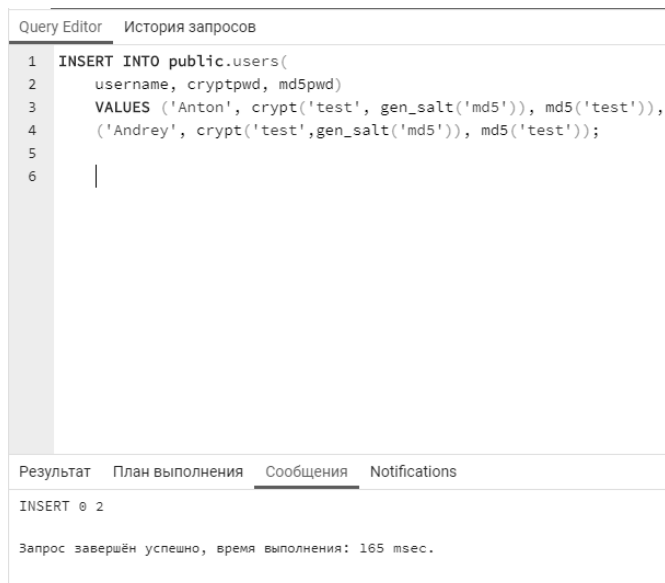 Query Editor История запросов
1 INSERT INTO public.users(
2 username, cryptpwd, md5pwd)
3 VALUES ('Anton', crypt('test', gen_salt('md5')), md5('test')),
4 ('Andrey', crypt('test',gen_salt('md5')), md5('test'));
5
6
Результат План выполнения Сообщения Notifications
INSERT 0 2
Запрос завершён успешно, время выполнения: 165 msec.